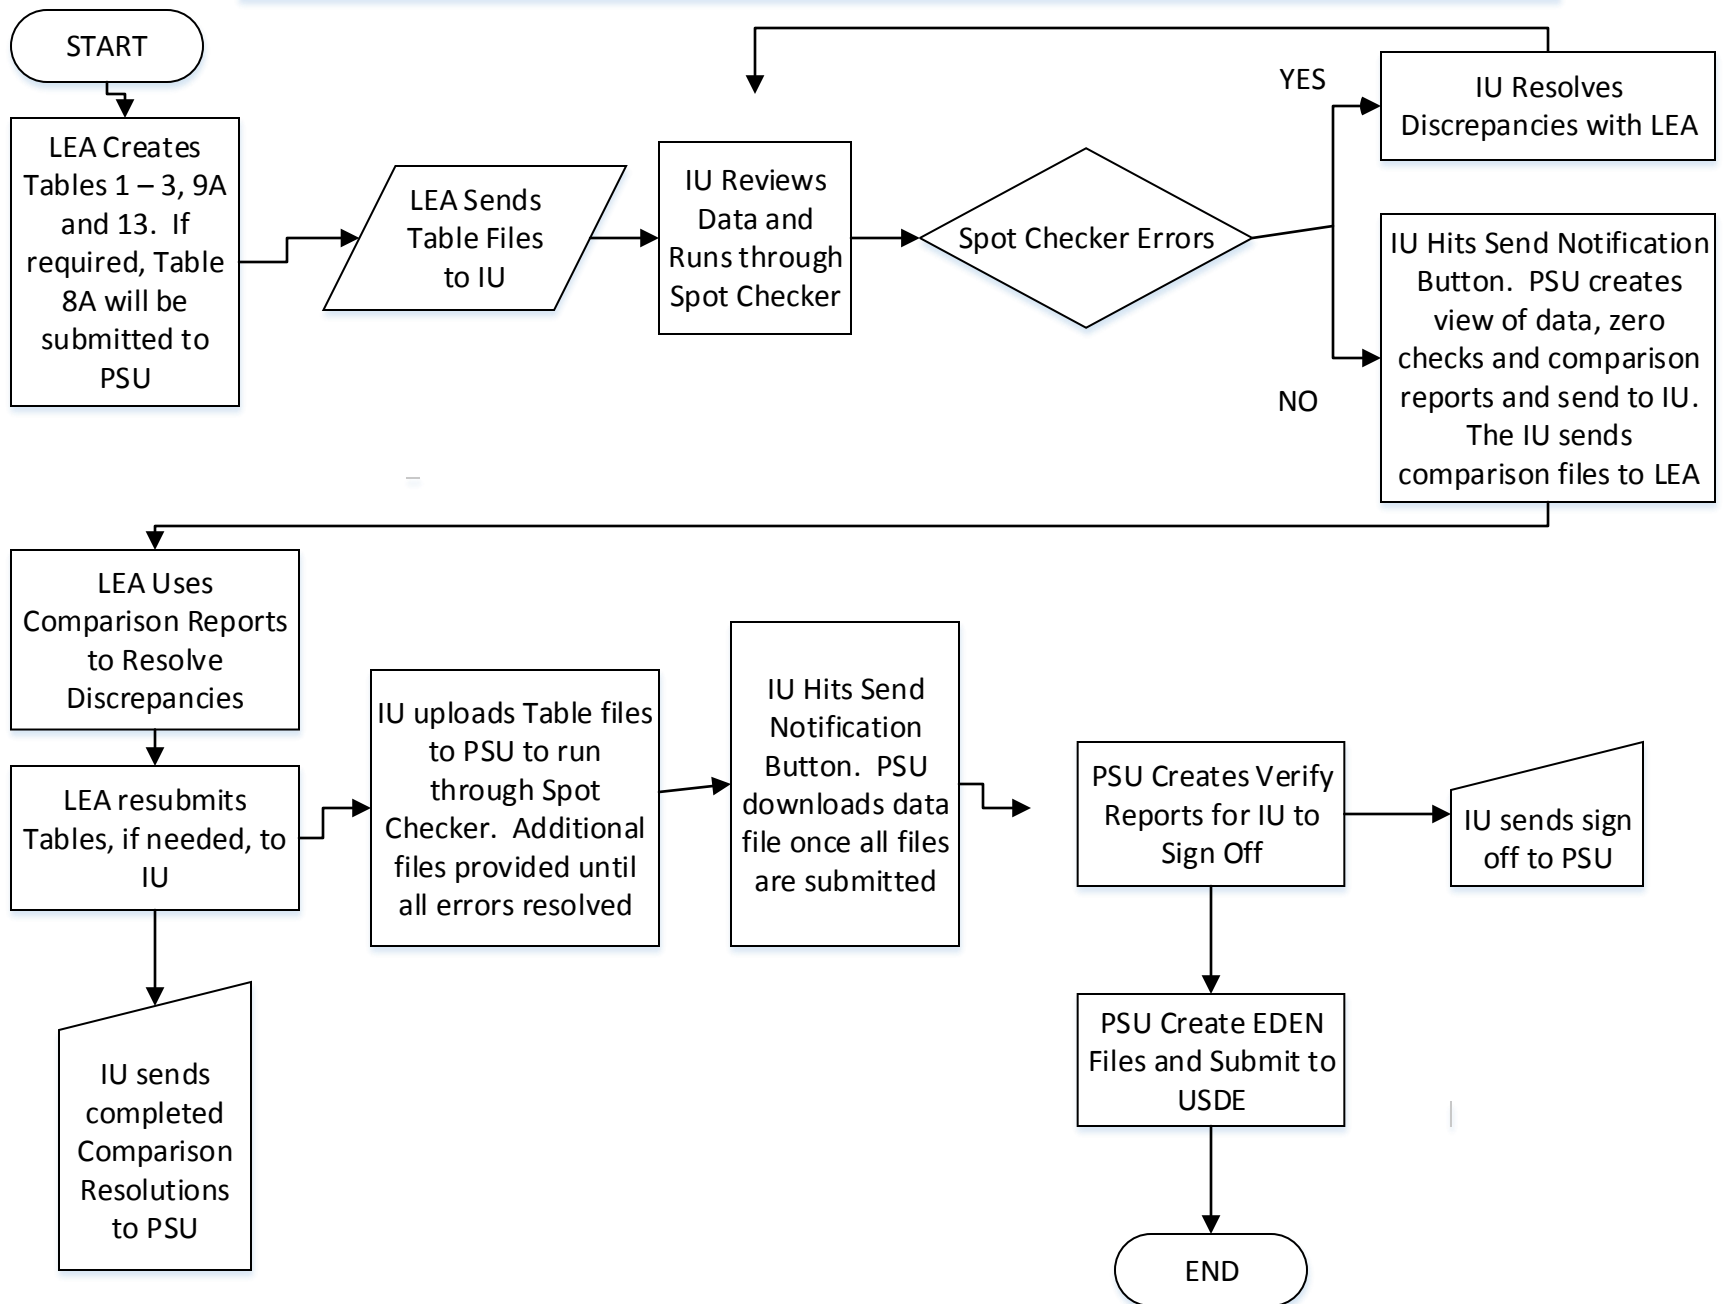 START
LEA Creates
Tables 1 – 3, 9A
and 13. If
required, Table
8A will be
submitted to
PSU
LEA Sends
Table Files
to IU
IU Reviews
Data and
Runs through
Spot Checker
Spot Checker Errors
YES
IU Resolves
Discrepancies with LEA
NO
IU Hits Send Notification
Button. PSU creates
view of data, zero
checks and comparison
reports and send to IU.
The IU sends
comparison files to LEA
LEA Uses
Comparison Reports
to Resolve
Discrepancies
LEA resubmits
Tables, if needed, to
IU
IU sends
completed
Comparison
Resolutions
to PSU
IU uploads Table files
to PSU to run
through Spot
Checker. Additional
files provided until
all errors resolved
IU Hits Send
Notification
Button. PSU
downloads data
file once all files
are submitted
PSU Creates Verify
Reports for IU to
Sign Off
IU sends sign
off to PSU
PSU Create EDEN
Files and Submit to
USDE
END